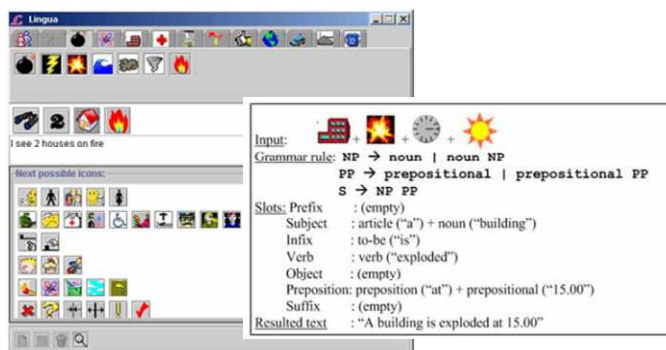 Lingua
I see 2 houses on fire
Next possible icons:
Input: + + +
Grammar rule: NP → noun | noun NP
PP → prepositional | prepositional PP
S → NP PP
Slots: Prefix : (empty)
Subject : article ("a") + noun ("building")
Infix : to-be ("is")
Verb : verb ("exploded")
Object : (empty)
Preposition: preposition ("at") + prepositional ("15.00")
Suffix : (empty)
Resulted text : "A building is exploded at 15.00"